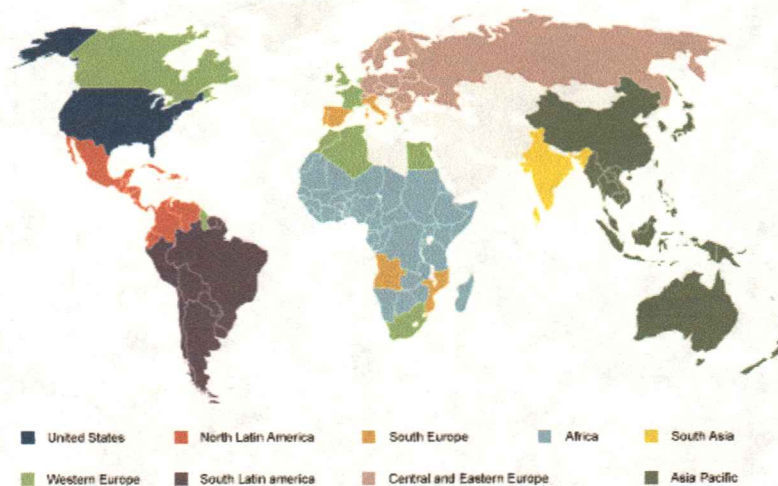 United States North Latin America South Europe Africa South Asia
Western Europe South Latin america Central and Eastern Europe Asia Pacific